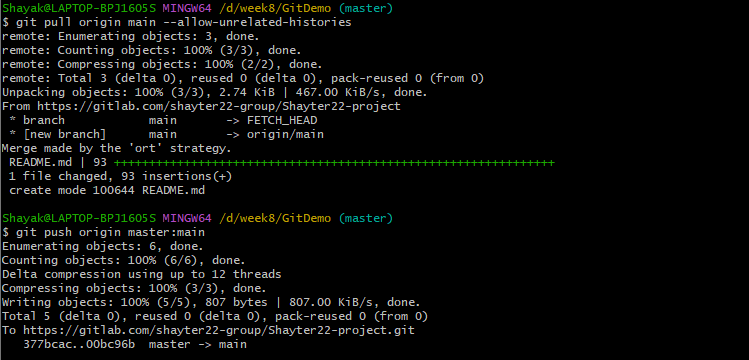 Shayak@LAPTOP-BPJ1605S MINGW64 /d/week8/GitDemo (master)
$ git pull origin main --allow-unrelated-histories
remote: Enumerating objects: 3, done.
remote: Counting objects: 100% (3/3), done.
remote: Compressing objects: 100% (2/2), done.
remote: Total 3 (delta 0), reused 0 (delta 0), pack-reused 0 (from 0)
Unpacking objects: 100% (3/3), 2.74 KiB | 467.00 KiB/s, done.
From https://gitlab.com/shayter22-group/Shayter22-project
 * branch            main       -> FETCH_HEAD
 * [new branch]      main       -> origin/main
Merge made by the 'ort' strategy.
 README.md | 93 +++++++++++++++++++++++++++++++++++++++++++++++++++++++++++++++
 1 file changed, 93 insertions(+)
 create mode 100644 README.md
Shayak@LAPTOP-BPJ1605S MINGW64 /d/week8/GitDemo (master)
$ git push origin master:main
Enumerating objects: 6, done.
Counting objects: 100% (6/6), done.
Delta compression using up to 12 threads
Compressing objects: 100% (3/3), done.
Writing objects: 100% (5/5), 807 bytes | 807.00 KiB/s, done.
Total 5 (delta 0), reused 0 (delta 0), pack-reused 0 (from 0)
To https://gitlab.com/shayter22-group/Shayter22-project.git
   377bcac..00bc96b  master -> main